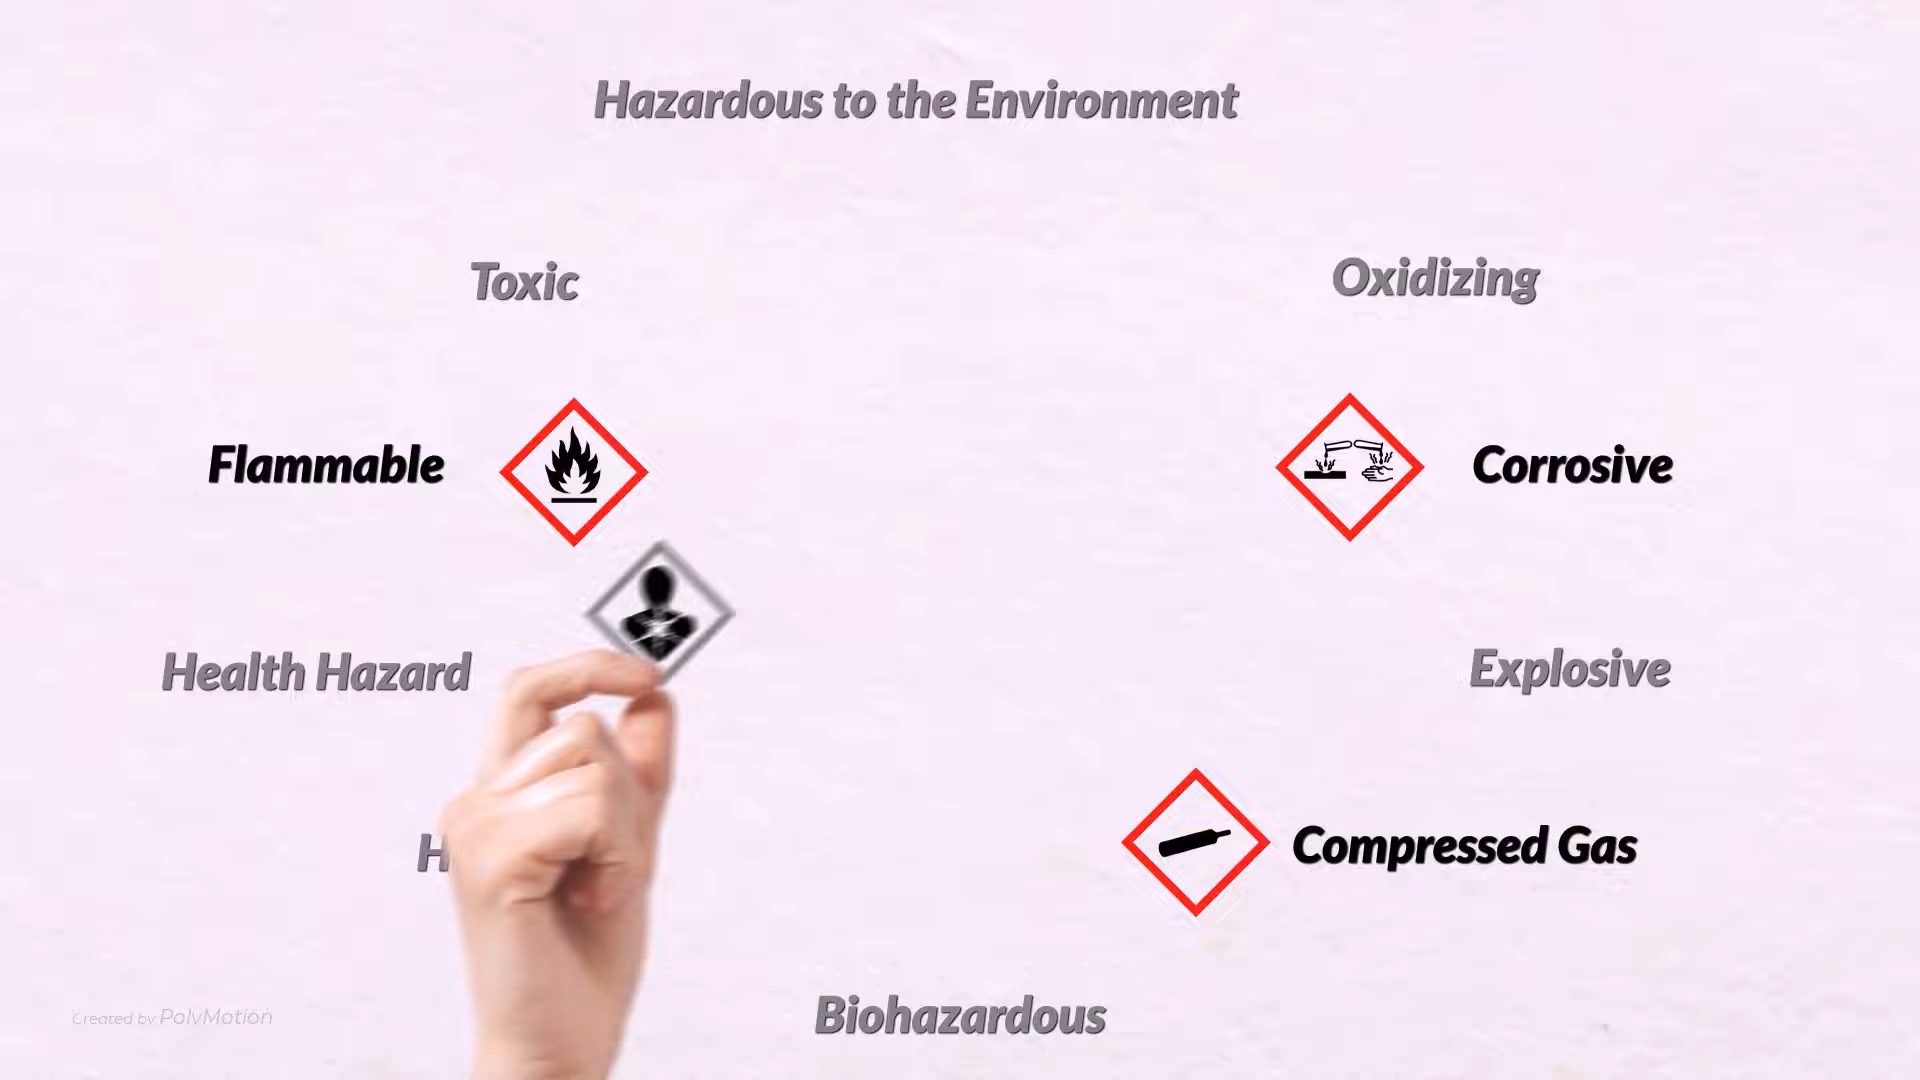 Hazardous to the Environment
Toxic
Oxidizing
Flammable
Corrosive
Health Hazard
Explosive
H
Compressed Gas
Biohazardous
Created by PolyMotion